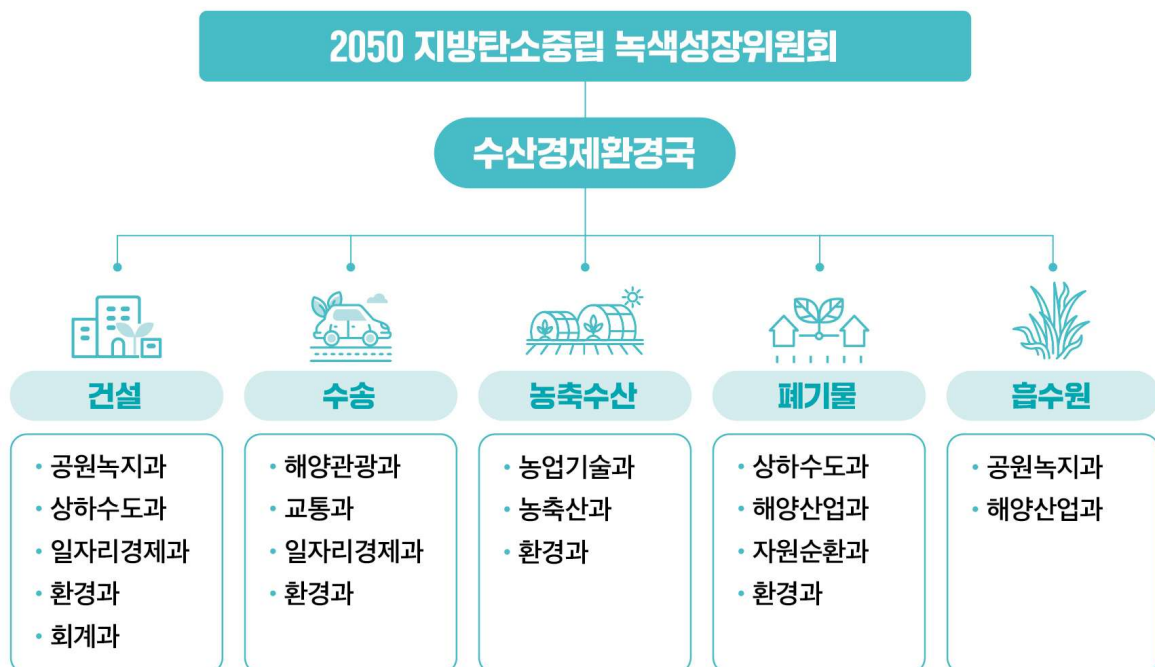 2050 지방탄소중립 녹색성장위원회
수산경제환경국
건설
• 공원녹지과
• 상하수도과
• 일자리경제과
• 환경과
• 회계과
수송
• 해양관광과
• 교통과
• 일자리경제과
• 환경과
농축수산
• 농업기술과
• 농축산과
• 환경과
폐기물
• 상하수도과
• 해양산업과
• 자원순환과
• 환경과
흡수원
• 공원녹지과
• 해양산업과